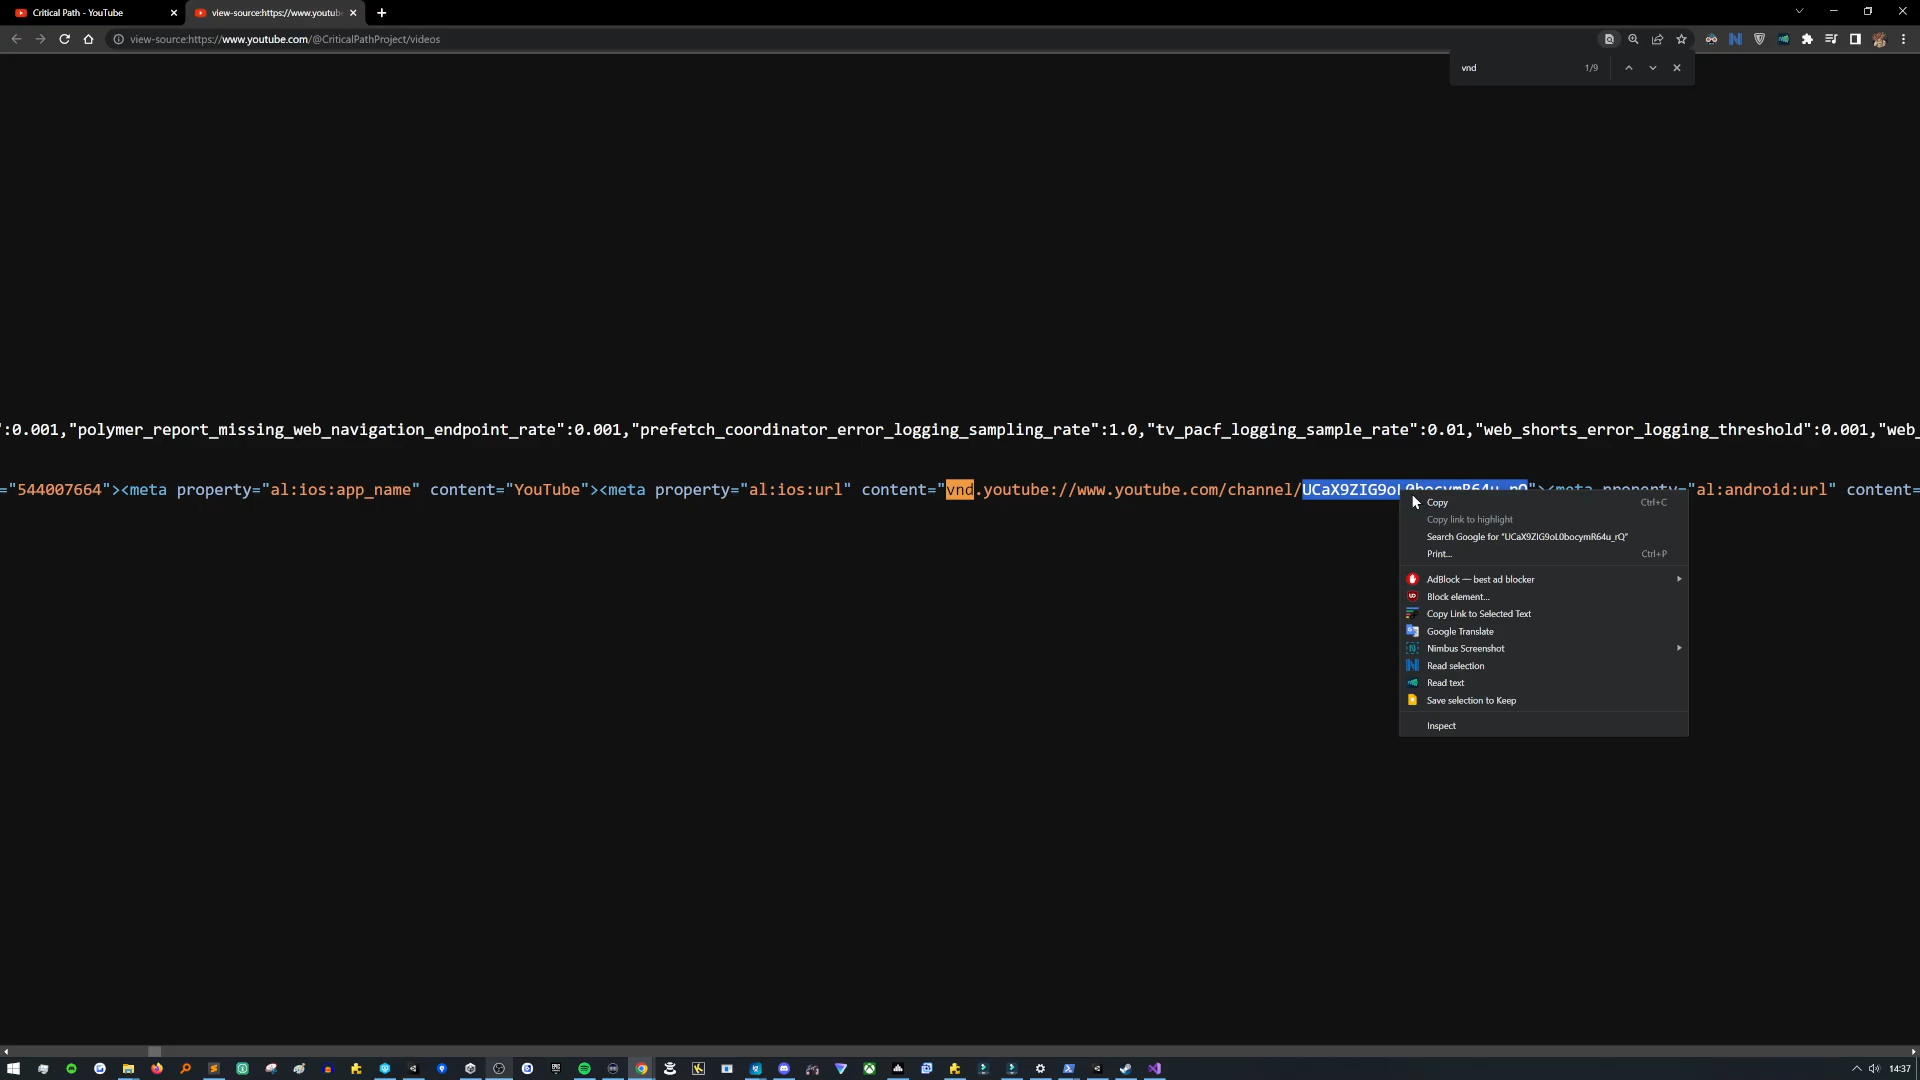 Critical Path - YouTube
view-source:https://www.youtub
view-source:https://www.youtube.com/@CriticalPathProject/videos
vnd 1/9
":0.001,"polymer_report_missing_web_navigation_endpoint_rate":0.001,"prefetch_coordinator_error_logging_sampling_rate":1.0,"tv_pacf_logging_sample_rate":0.01,"web_shorts_error_logging_threshold":0.001,"web_
="544007664"><meta property="al:ios:app_name" content="YouTube"><meta property="al:ios:url" content="vnd.youtube://www.youtube.com/channel/UCaX9ZIG9oL0bocymR64u_rQ"><meta property="al:android:url" content=
Copy Ctrl+C
Copy link to highlight
Search Google for "UCaX9ZIG9oL0bocymR64u_rQ"
Print... Ctrl+P
AdBlock — best ad blocker
Block element...
Copy Link to Selected Text
Google Translate
Nimbus Screenshot
Read selection
Read text
Save selection to Keep
Inspect
14:37